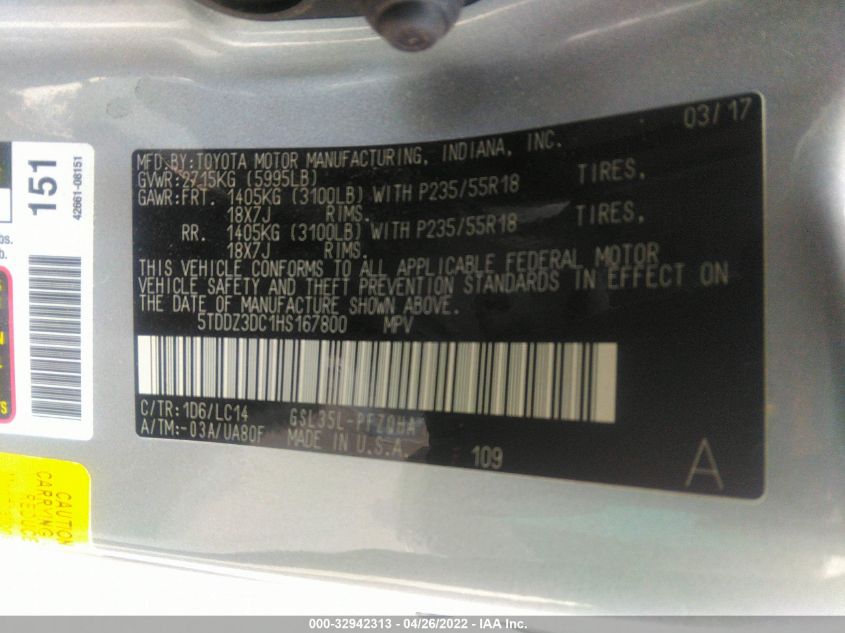 03/17
MFD.BY:TOYOTA MOTOR MANUFACTURING, INDIANA, INC.
GVWR:2715KG (5995LB)
GAWR:FRT. 1405KG (3100LB) WITH P235/55R18 TIRES,
18X7J RIMS.
RR. 1405KG (3100LB) WITH P235/55R18 TIRES,
18X7J RIMS.
THIS VEHICLE CONFORMS TO ALL APPLICABLE FEDERAL MOTOR
VEHICLE SAFETY AND THEFT PREVENTION STANDARDS IN EFFECT ON
THE DATE OF MANUFACTURE SHOWN ABOVE.
5TDDZ3DC1HS167800 MPV
C/TR:1D6/LC14 GSL35L-PFZQHA
A/TM:-03A/UA80F MADE IN U.S.A.
109
A
151
42661-08151
CAUTION
CARRYING
REDUCE
000-32942313 - 04/26/2022 - IAA Inc.